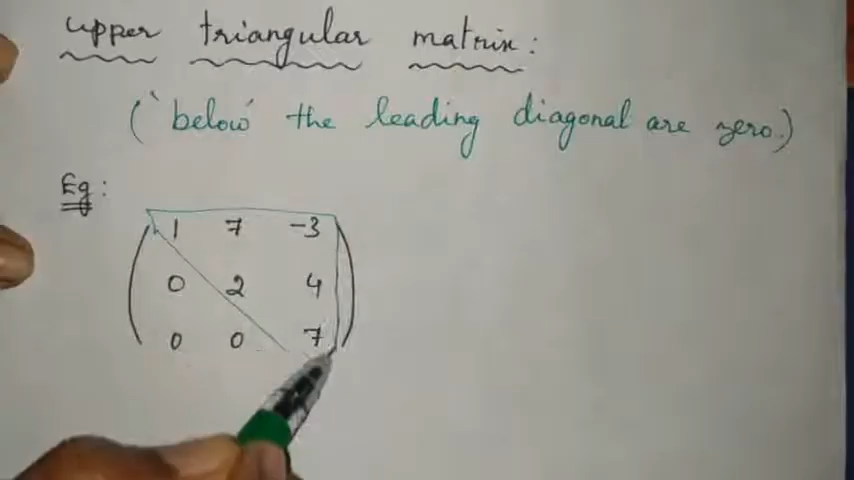 upper triangular matrix:
("below" the leading diagonal are zero.)
Eg:
1 7 -3
0 2 4
0 0 7